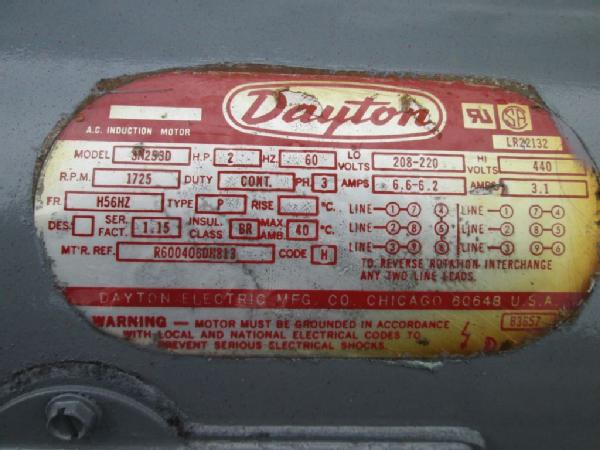 Dayton
A.C. INDUCTION MOTOR
LR22132
MODEL 3N253D H.P. 2 HZ. 60 LO VOLTS 208-220 HI VOLTS 440
R.P.M. 1725 DUTY CONT. PH. 3 AMPS 6.6-6.2 AMPS 3.1
FR. H56HZ TYPE P RISE °C. LINE 1 7 4 LINE 1 7 4
DES. SER. FACT. 1.15 INSUL. CLASS BR MAX. AMB. 40 °C. LINE 2 8 5 LINE 2 8 5
MT'R. REF. CODE H LINE 3 9 6 LINE 3 9 6
TO REVERSE ROTATION INTERCHANGE
ANY TWO LINE LEADS.
DAYTON ELECTRIC MFG. CO. CHICAGO 60648 U.S.A.
WARNING — MOTOR MUST BE GROUNDED IN ACCORDANCE
WITH LOCAL AND NATIONAL ELECTRICAL CODES TO
PREVENT SERIOUS ELECTRICAL SHOCKS.